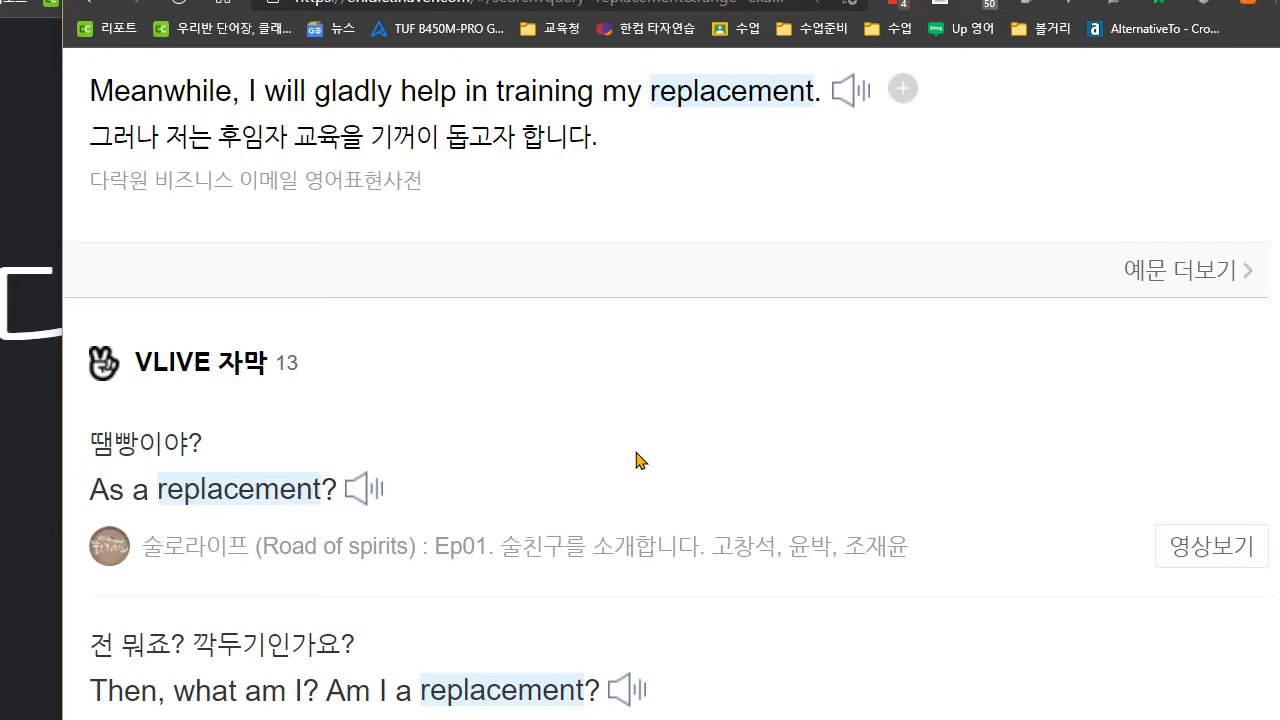 리포트 우리반 단어장, 클래... 뉴스 TUF B450M-PRO G... 교육청 한컴 타자연습 수업 수업준비 수업 Up 영어 볼거리 AlternativeTo - Cro...
Meanwhile, I will gladly help in training my replacement.
그러나 저는 후임자 교육을 기꺼이 돕고자 합니다.
다락원 비즈니스 이메일 영어표현사전
예문 더보기
VLIVE 자막 13
땜빵이야?
As a replacement?
술로라이프 (Road of spirits) : Ep01. 술친구를 소개합니다. 고창석, 윤박, 조재윤
영상보기
전 뭐죠? 깍두기인가요?
Then, what am I? Am I a replacement?